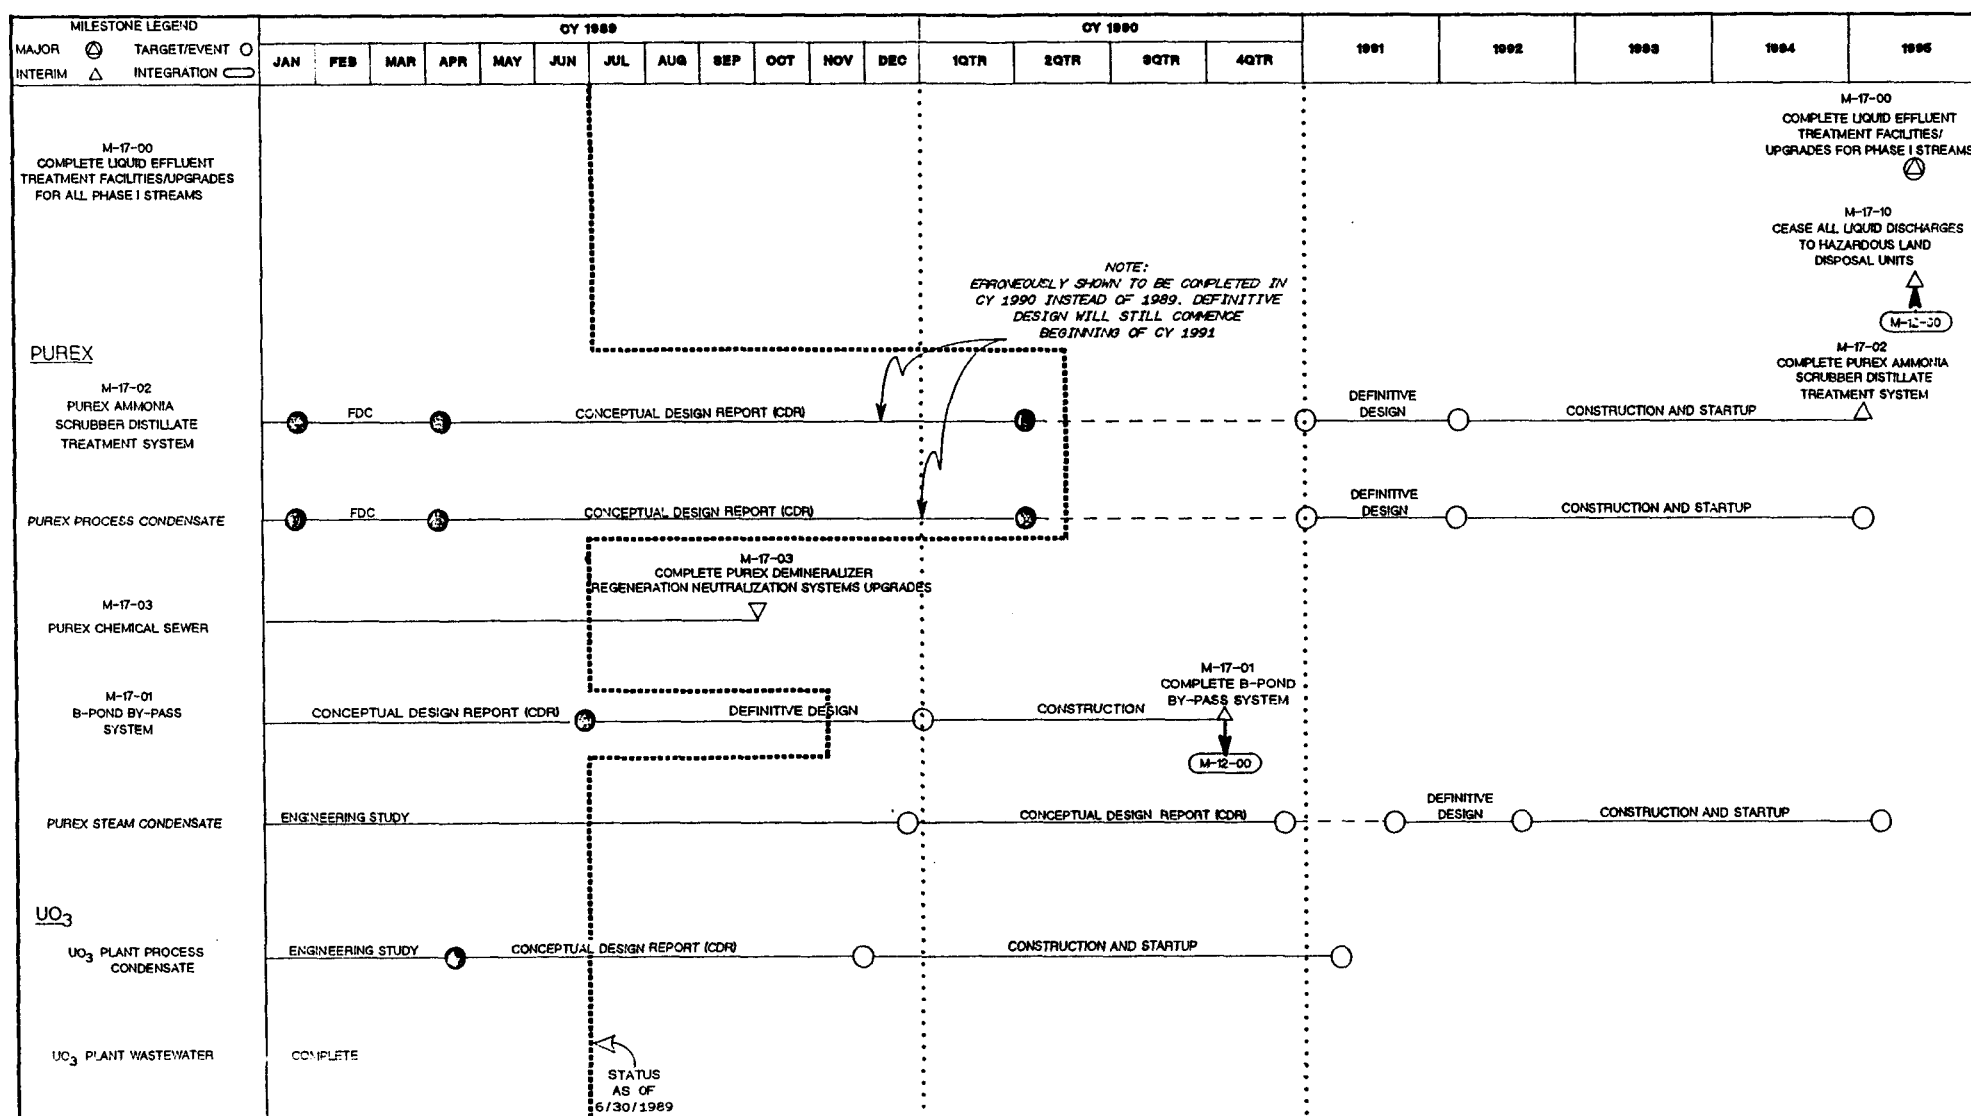 MILESTONE LEGEND
MAJOR TARGET/EVENT
INTERIM INTEGRATION
CY 1989
CY 1990
JAN FEB MAR APR MAY JUN JUL AUG SEP OCT NOV DEC 1QTR 2QTR 3QTR 4QTR
1991 1992 1993 1994 1995
M-17-00
COMPLETE LIQUID EFFLUENT
TREATMENT FACILITIES/UPGRADES
FOR ALL PHASE I STREAMS
M-17-00
COMPLETE LIQUID EFFLUENT
TREATMENT FACILITIES/
UPGRADES FOR PHASE I STREAMS
M-17-10
CEASE ALL LIQUID DISCHARGES
TO HAZARDOUS LAND
DISPOSAL UNITS
NOTE:
ERRONEOUSLY SHOWN TO BE COMPLETED IN
CY 1990 INSTEAD OF 1989. DEFINITIVE
DESIGN WILL STILL COMMENCE
BEGINNING OF CY 1991
PUREX
M-17-02
PUREX AMMONIA
SCRUBBER DISTILLATE
TREATMENT SYSTEM
FDC
CONCEPTUAL DESIGN REPORT (CDR)
DEFINITIVE
DESIGN
CONSTRUCTION AND STARTUP
M-17-02
COMPLETE PUREX AMMONIA
SCRUBBER DISTILLATE
TREATMENT SYSTEM
PUREX PROCESS CONDENSATE
FDC
CONCEPTUAL DESIGN REPORT (CDR)
DEFINITIVE
DESIGN
CONSTRUCTION AND STARTUP
M-17-03
PUREX CHEMICAL SEWER
M-17-03
COMPLETE PUREX DEMINERALIZER
REGENERATION NEUTRALIZATION SYSTEMS UPGRADES
M-17-01
B-POND BY-PASS
SYSTEM
CONCEPTUAL DESIGN REPORT (CDR)
DEFINITIVE DESIGN
CONSTRUCTION
M-17-01
COMPLETE B-POND
BY-PASS SYSTEM
M-12-00
PUREX STEAM CONDENSATE
ENGINEERING STUDY
CONCEPTUAL DESIGN REPORT (CDR)
DEFINITIVE
DESIGN
CONSTRUCTION AND STARTUP
UO3
UO3 PLANT PROCESS
CONDENSATE
ENGINEERING STUDY
CONCEPTUAL DESIGN REPORT (CDR)
CONSTRUCTION AND STARTUP
UO3 PLANT WASTEWATER
COMPLETE
STATUS
AS OF
6/30/1989